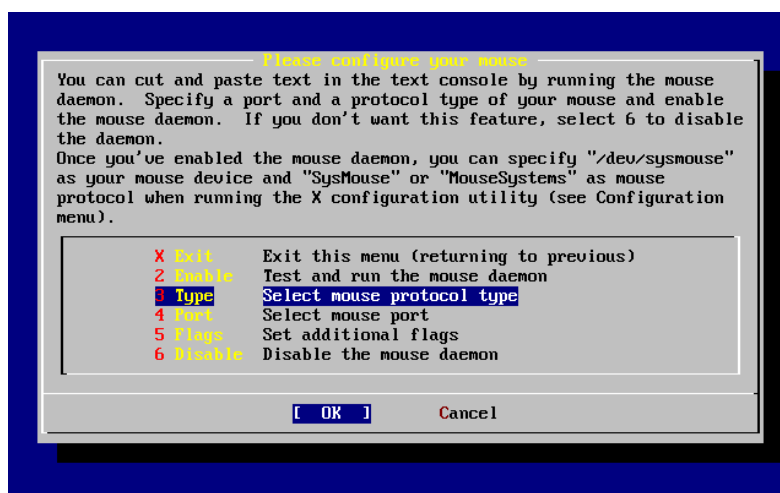 Please configure your mouse
You can cut and paste text in the text console by running the mouse
daemon.  Specify a port and a protocol type of your mouse and enable
the mouse daemon.  If you don't want this feature, select 6 to disable
the daemon.
Once you've enabled the mouse daemon, you can specify "/dev/sysmouse"
as your mouse device and "SysMouse" or "MouseSystems" as mouse
protocol when running the X configuration utility (see Configuration
menu).
X Exit Exit this menu (returning to previous)
2 Enable Test and run the mouse daemon
3 Type Select mouse protocol type
4 Port Select mouse port
5 Flags Set additional flags
6 Disable Disable the mouse daemon
[ OK ] Cancel